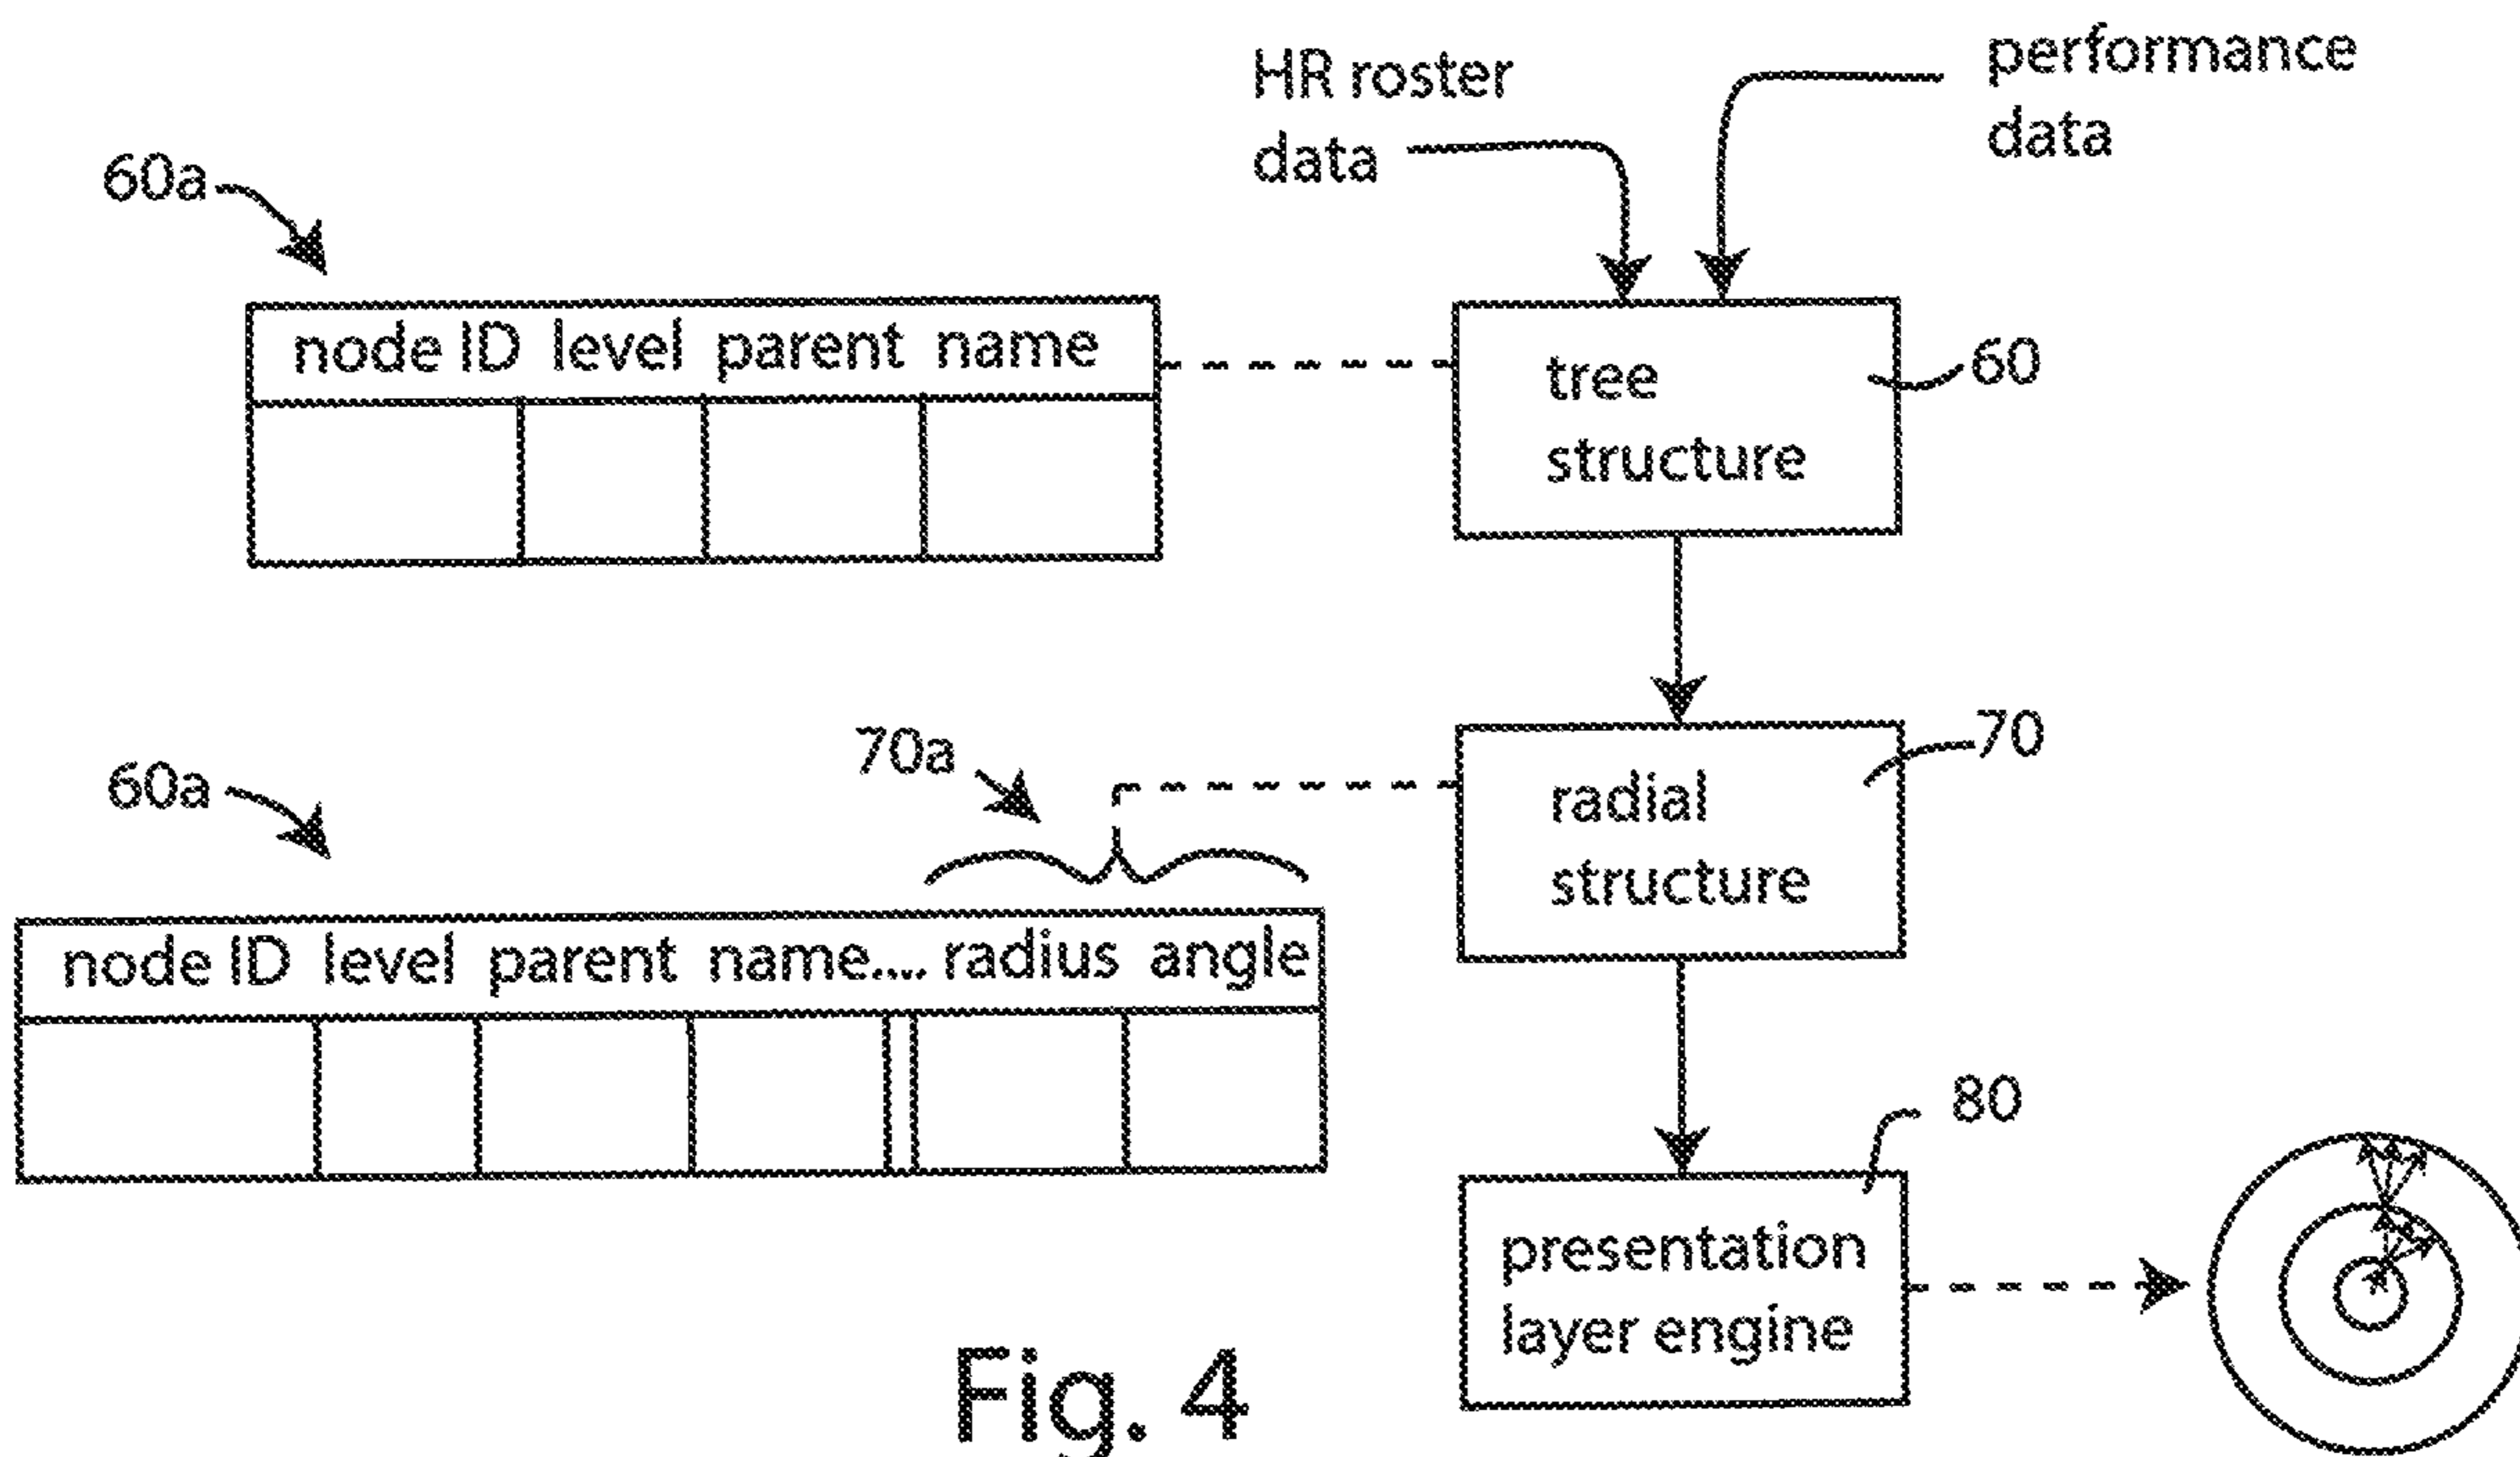 HR roster
data
performance
data
60a
node ID level parent name
tree
structure
60
70a
60a
node ID level parent name.... radius angle
radial
structure
70
80
presentation
layer engine
Fig. 4